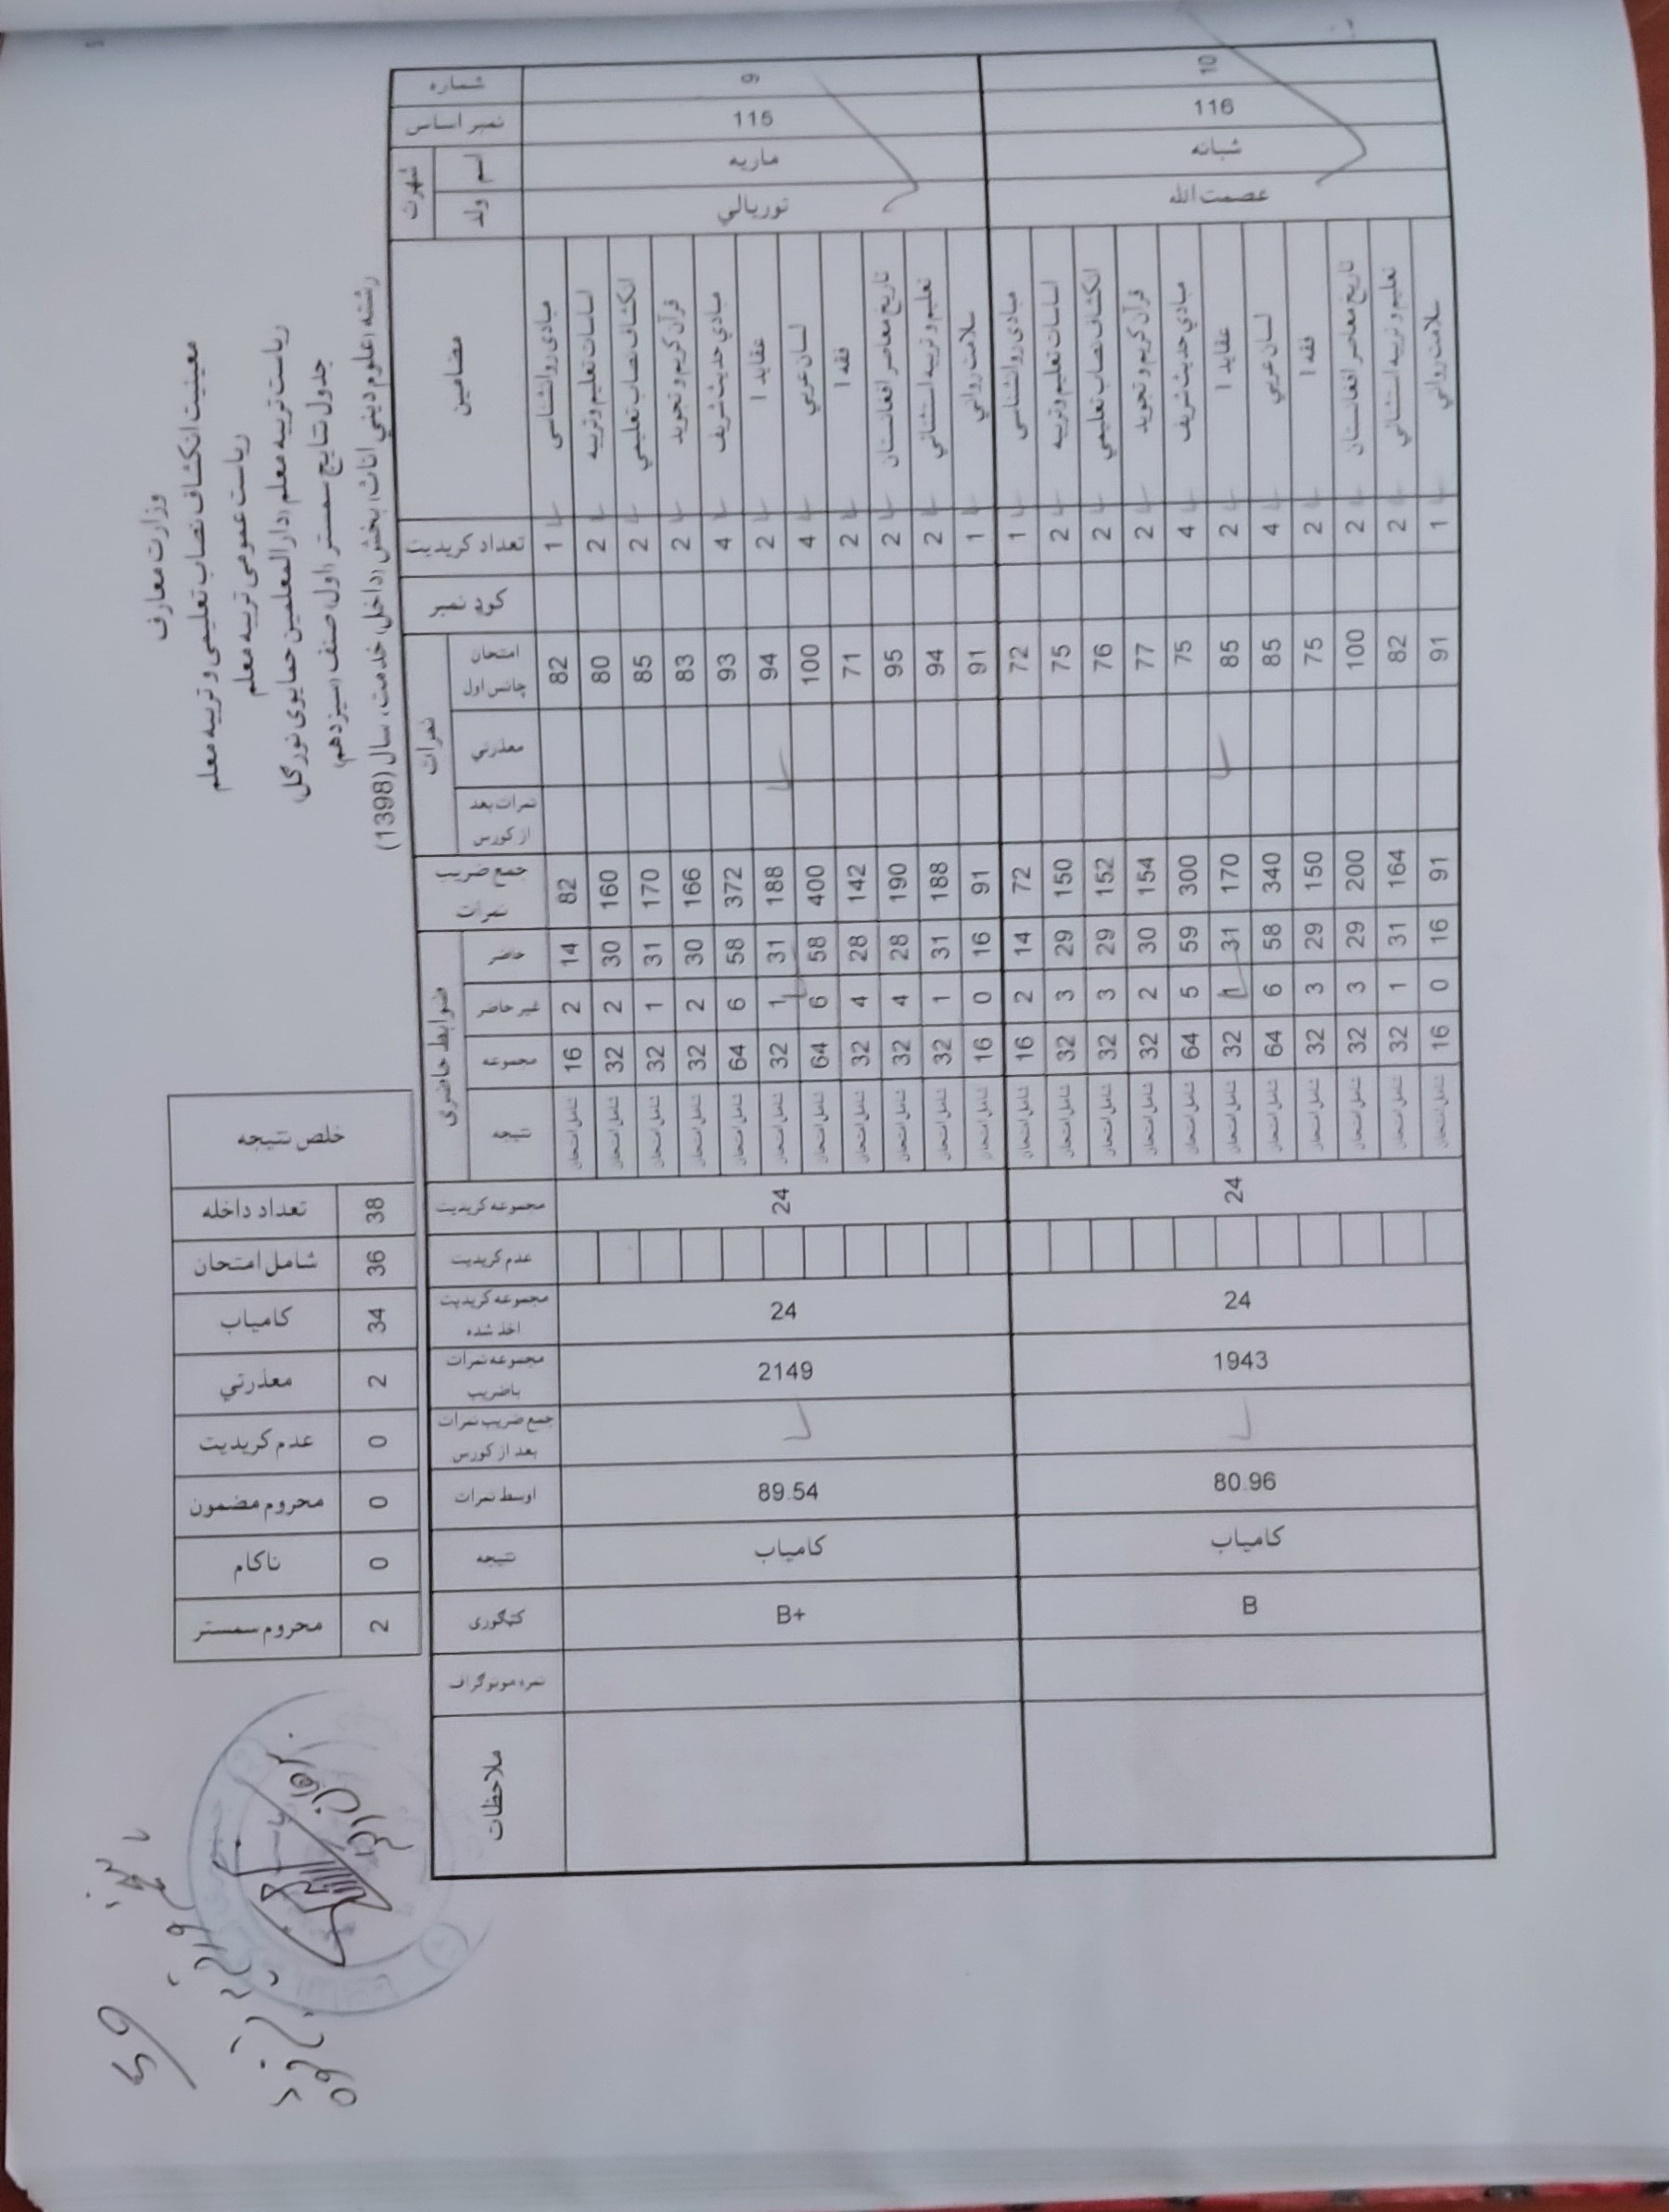 وزارت معارف
معینیت انکشاف نصاب تعلیمی و تربیه معلم
ریاست عمومی تربیه معلم
ریاست تربیه معلم (دارالمعلمین حمایوی نورگل)
جدول نتایج سمستر (اول) صنف (سیزدهم)
رشته (علوم دیني اناث) بخش (داخل) خدمت، سال (1398)
خلص نتیجه
تعداد داخله 38
شامل امتحان 36
کامیاب 34
معذرتي 2
عدم کریدیت 0
محروم مضمون 0
ناکام 0
محروم سمستر 2
شماره
نمبر اساس
شهرت
اسم
ولد
مضامین
تعداد کریدیت
کود نمبر
نمرات
امتحان چانس اول
معذرتي
نمرات بعد از کورس
جمع ضریب نمرات
ضوابط حاضری
حاضر
غیر حاضر
مجموعه
نتیجه
مجموعه کریدیت
عدم کریدیت
مجموعه کریدیت اخذ شده
مجموعه نمرات باضریب
جمع ضریب نمرات بعد از کورس
اوسط نمرات
نتیجه
کتگوری
نمره مونوگراف
ملاحظات
9
115
ماریه
نوریالي
مبادی روانشناسی 1 82 82 14 2 16 شامل امتحان
اساسات تعلیم و تربیه 2 80 160 30 2 32 شامل امتحان
انکشاف نصاب تعلیمي 2 85 170 31 1 32 شامل امتحان
قرآن کریم و تجوید 2 83 166 30 2 32 شامل امتحان
مبادي حدیث شریف 4 93 372 58 6 64 شامل امتحان
عقاید 1 2 94 188 31 1 32 شامل امتحان
لسان عربي 4 100 400 58 6 64 شامل امتحان
فقه 1 2 71 142 28 4 32 شامل امتحان
تاریخ معاصر افغانستان 2 95 190 28 4 32 شامل امتحان
تعلیم و تربیه استثنائي 2 94 188 31 1 32 شامل امتحان
سلامت رواني 1 91 91 16 0 16 شامل امتحان
24
24
2149
89.54
کامیاب
B+
10
116
شبانه
عصمت الله
مبادی روانشناسی 1 72 72 14 2 16 شامل امتحان
اساسات تعلیم و تربیه 2 75 150 29 3 32 شامل امتحان
انکشاف نصاب تعلیمي 2 76 152 29 3 32 شامل امتحان
قرآن کریم و تجوید 2 77 154 30 2 32 شامل امتحان
مبادي حدیث شریف 4 75 300 59 5 64 شامل امتحان
عقاید 1 2 85 170 31 1 32 شامل امتحان
لسان عربي 4 85 340 58 6 64 شامل امتحان
فقه 1 2 75 150 29 3 32 شامل امتحان
تاریخ معاصر افغانستان 2 100 200 29 3 32 شامل امتحان
تعلیم و تربیه استثنائي 2 82 164 31 1 32 شامل امتحان
سلامت رواني 1 91 91 16 0 16 شامل امتحان
24
24
1943
80.96
کامیاب
B